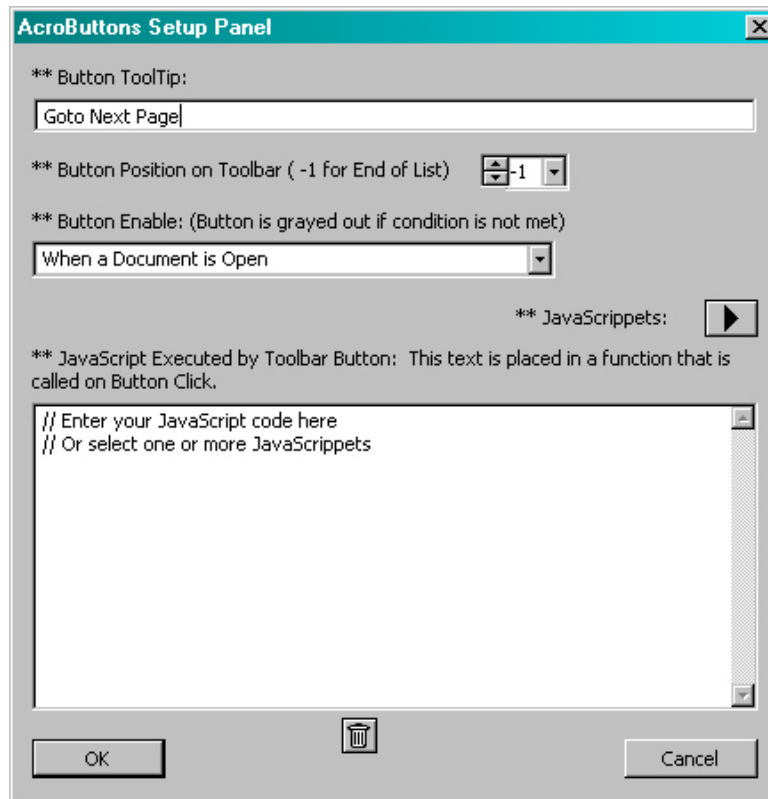 AcroButtons Setup Panel
** Button ToolTip:
Goto Next Page
** Button Position on Toolbar ( -1 for End of List) -1
** Button Enable: (Button is grayed out if condition is not met)
When a Document is Open
** JavaScrippets:
** JavaScript Executed by Toolbar Button:  This text is placed in a function that is
called on Button Click.
// Enter your JavaScript code here
// Or select one or more JavaScrippets
OK
Cancel